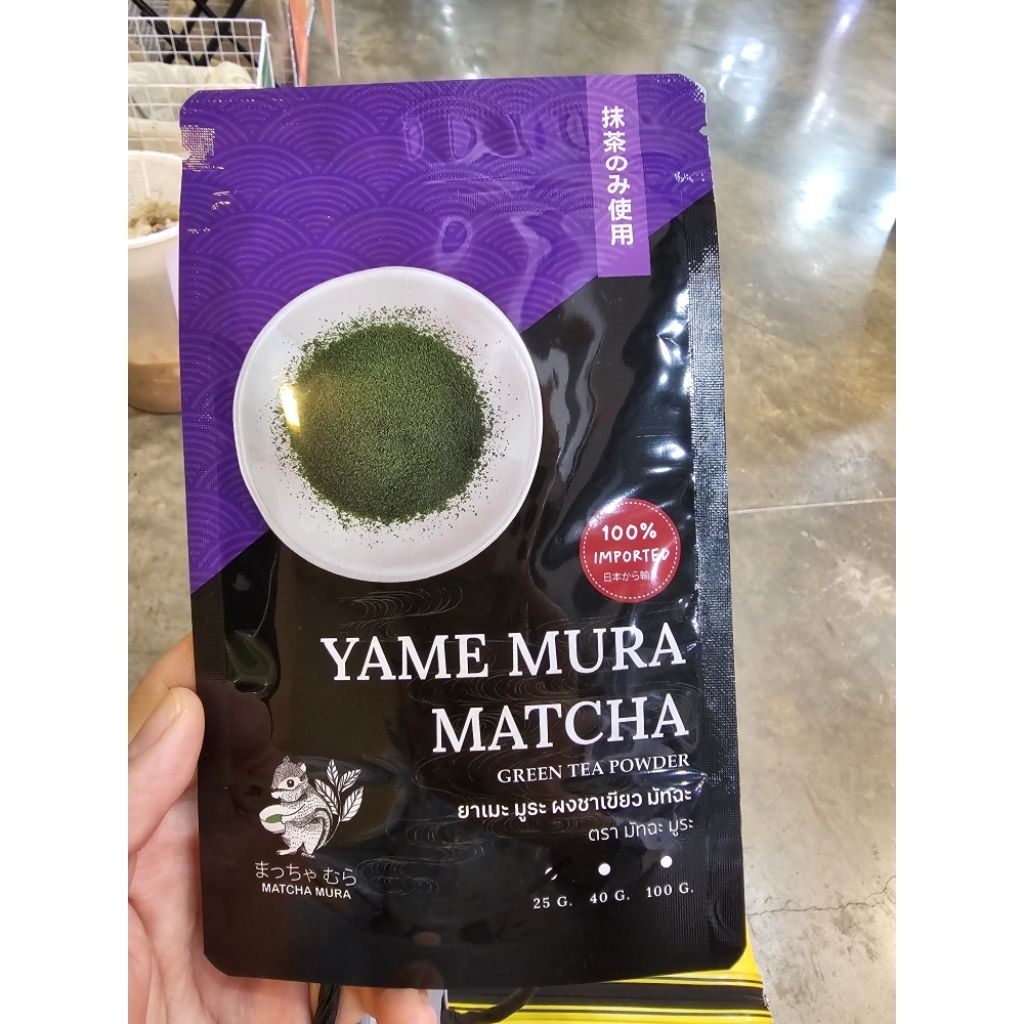 抹茶のみ使用
100%
IMPORTED
日本から輸
YAME MURA
MATCHA
GREEN TEA POWDER
ยาเมะ มูระ ผงชาเขียว มัทฉะ
ตรา มัทฉะ มูระ
まっちゃ むら
MATCHA MURA
25 G. 40 G. 100 G.